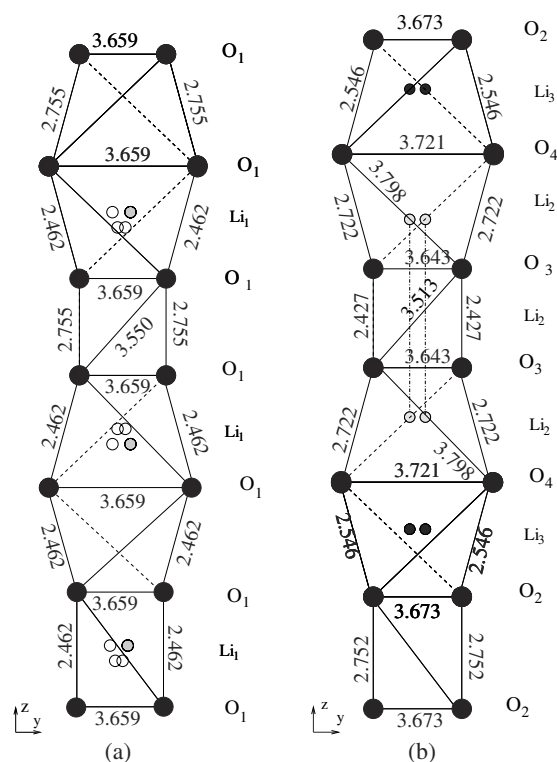 3.659 O1
2.755 2.755
3.659 O1
2.462 Li1 2.462
3.659 O1
2.755 3.550 2.755
3.659 O1
2.462 Li1 2.462
3.659 O1
2.462 2.462
3.659 O1
2.462 2.462 Li1
3.659 O1
z
y
(a)
3.673 O2
2.546 2.546 Li3
3.721 O4
2.722 3.798 2.722 Li2
3.643 O3
2.427 3.513 2.427 Li2
3.643 O3
2.722 3.798 2.722 Li2
3.721 O4
2.546 2.546 Li3
3.673 O2
2.752 2.752
3.673 O2
z
y
(b)